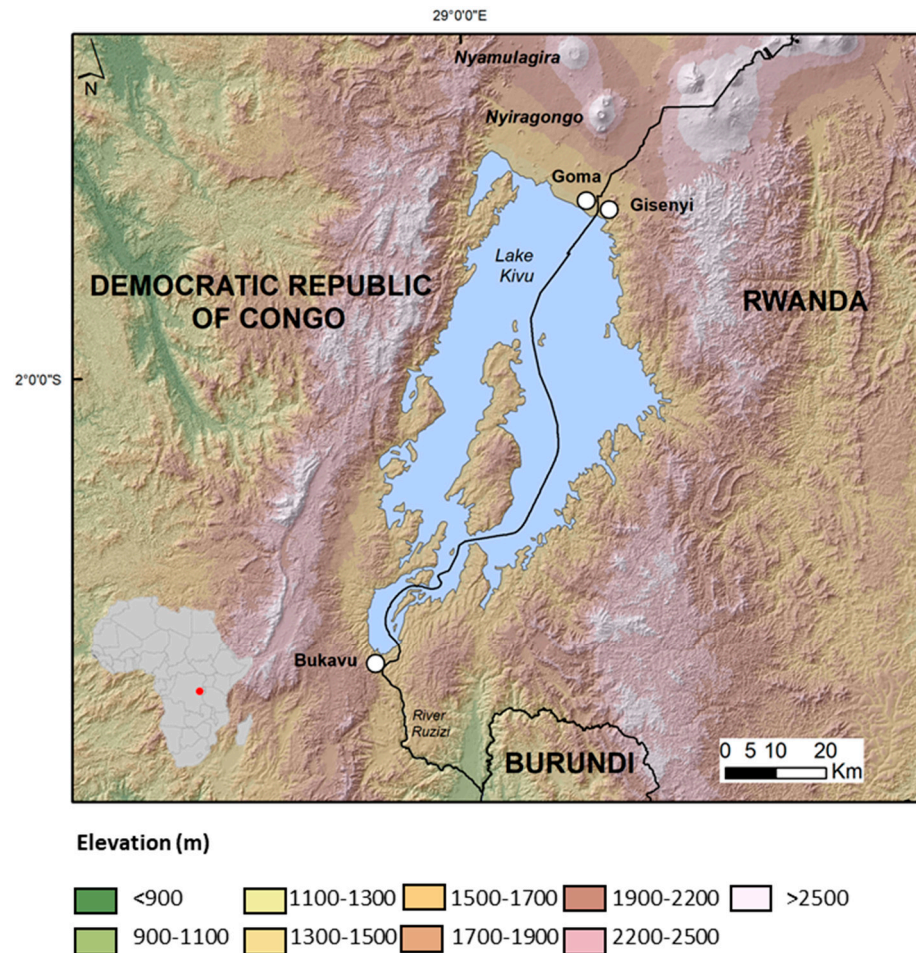 29°0'0"E
N
Nyamulagira
Nyiragongo
Goma
Gisenyi
Lake
Kivu
DEMOCRATIC REPUBLIC
OF CONGO
RWANDA
2°0'0"S
Bukavu
River
Ruzizi
BURUNDI
0 5 10 20
Km
Elevation (m)
<900
1100-1300
1500-1700
1900-2200
>2500
900-1100
1300-1500
1700-1900
2200-2500